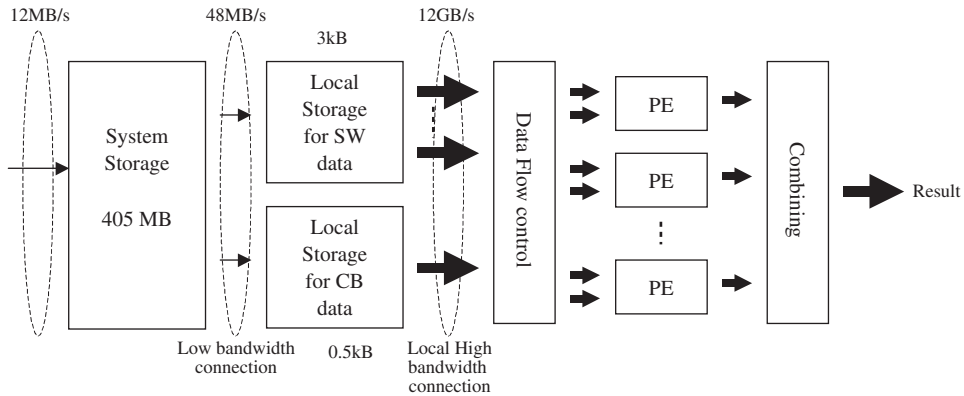 12MB/s
48MB/s
12GB/s
3kB
System
Storage
405 MB
Local
Storage
for SW
data
Local
Storage
for CB
data
0.5kB
Low bandwidth
connection
Local High
bandwidth
connection
Data Flow control
PE
PE
PE
Combining
Result